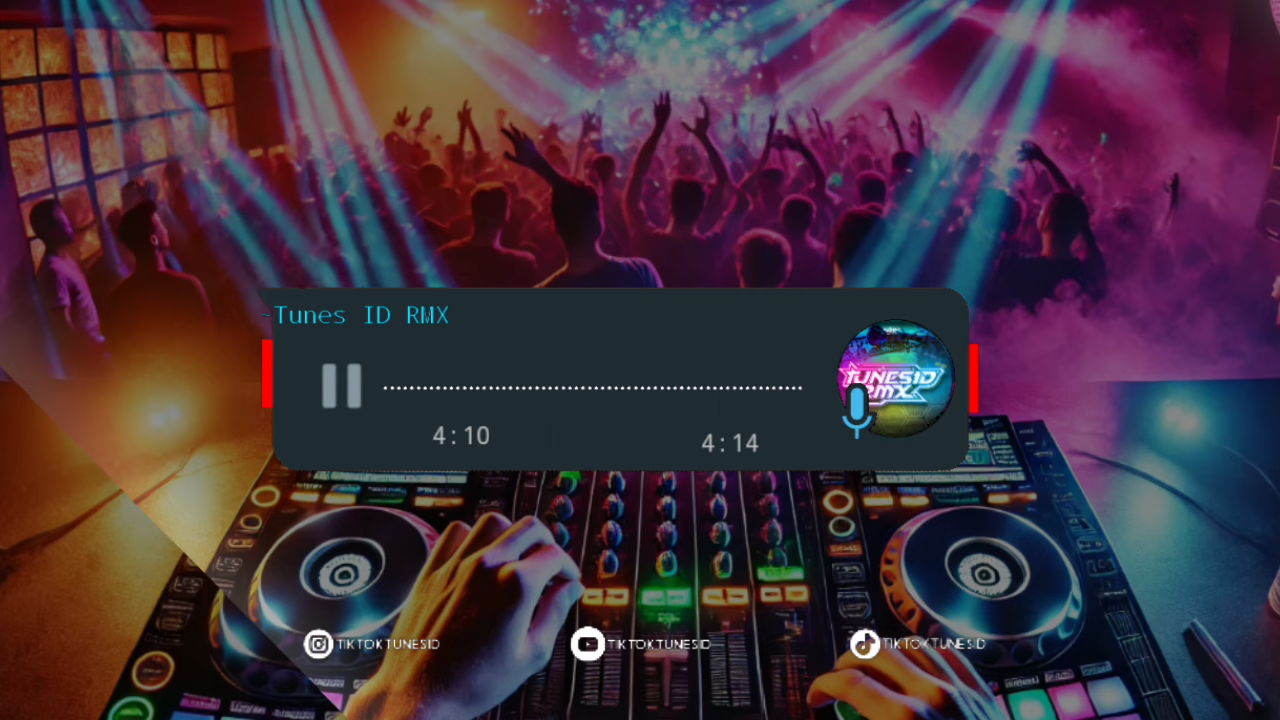 ~Tunes ID RMX
TUNESID
RMX
4:10
4:14
TIKTOKTUNESID
TIKTOKTUNESID
TIKTOKTUNESID